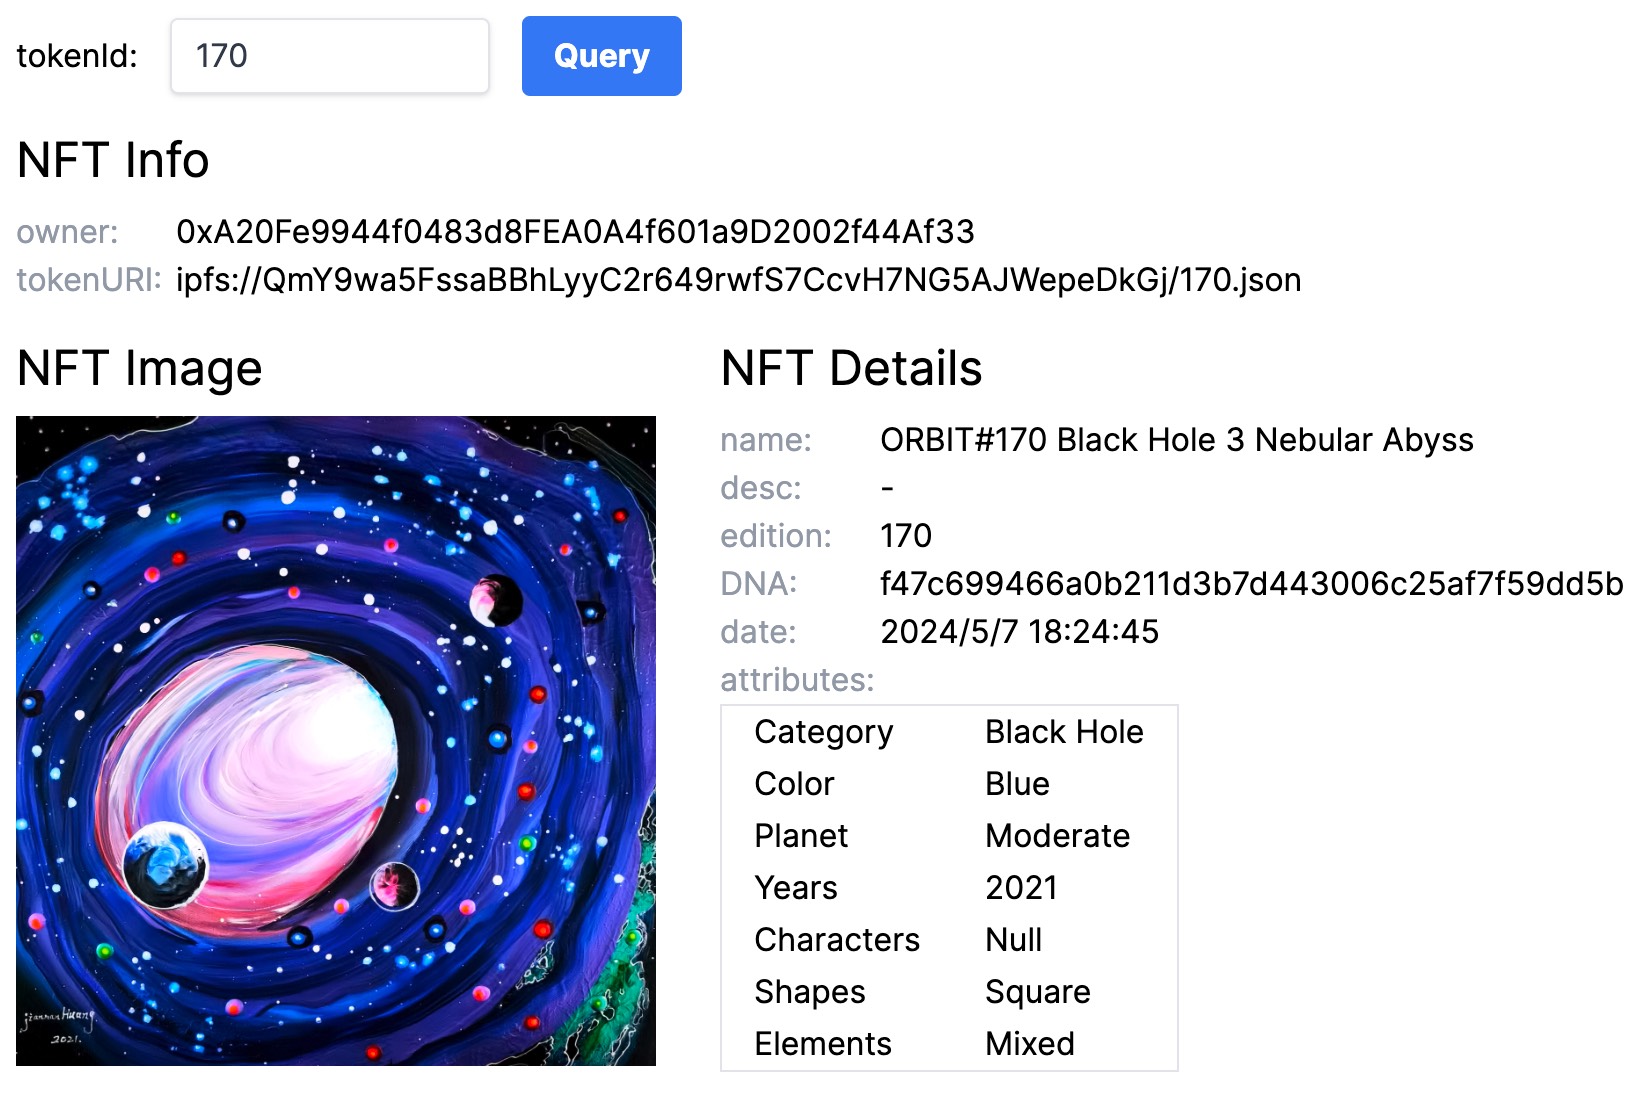 tokenId: 170 Query
NFT Info
owner: 0xA20Fe9944f0483d8FEA0A4f601a9D2002f44Af33
tokenURI: ipfs://QmY9wa5FssaBBhLyyC2r649rwfS7CcvH7NG5AJWepeDkGj/170.json
NFT Image
jiannan Huang
2021.
NFT Details
name: ORBIT#170 Black Hole 3 Nebular Abyss
desc: -
edition: 170
DNA: f47c699466a0b211d3b7d443006c25af7f59dd5b
date: 2024/5/7 18:24:45
attributes:
Category Black Hole
Color Blue
Planet Moderate
Years 2021
Characters Null
Shapes Square
Elements Mixed